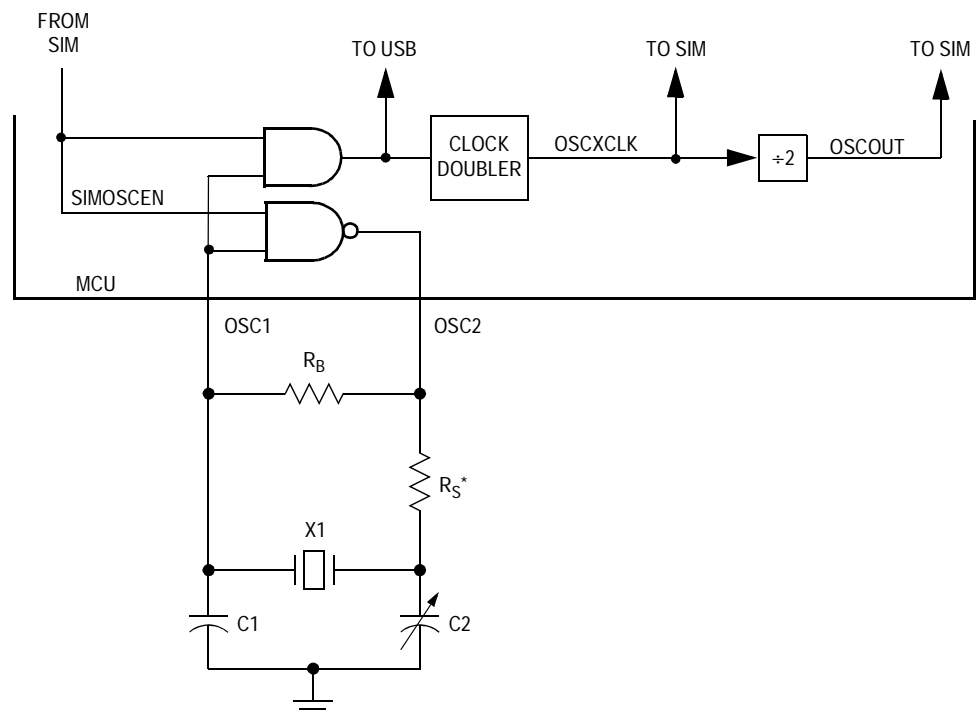 FROM
SIM
TO USB
TO SIM
TO SIM
CLOCK
DOUBLER
OSCXCLK
÷2
OSCOUT
SIMOSCEN
MCU
OSC1
OSC2
RB
RS*
X1
C1
C2